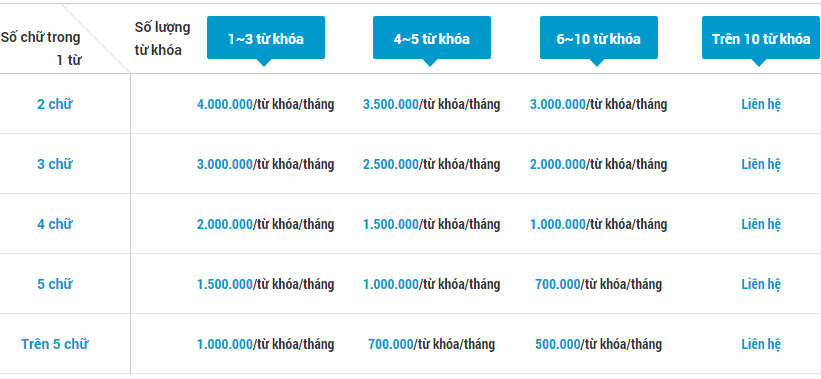 Số chữ trong
1 từ
Số lượng
từ khóa
1~3 từ khóa
4~5 từ khóa
6~10 từ khóa
Trên 10 từ khóa
2 chữ 4.000.000/từ khóa/tháng 3.500.000/từ khóa/tháng 3.000.000/từ khóa/tháng Liên hệ
3 chữ 3.000.000/từ khóa/tháng 2.500.000/từ khóa/tháng 2.000.000/từ khóa/tháng Liên hệ
4 chữ 2.000.000/từ khóa/tháng 1.500.000/từ khóa/tháng 1.000.000/từ khóa/tháng Liên hệ
5 chữ 1.500.000/từ khóa/tháng 1.000.000/từ khóa/tháng 700.000/từ khóa/tháng Liên hệ
Trên 5 chữ 1.000.000/từ khóa/tháng 700.000/từ khóa/tháng 500.000/từ khóa/tháng Liên hệ